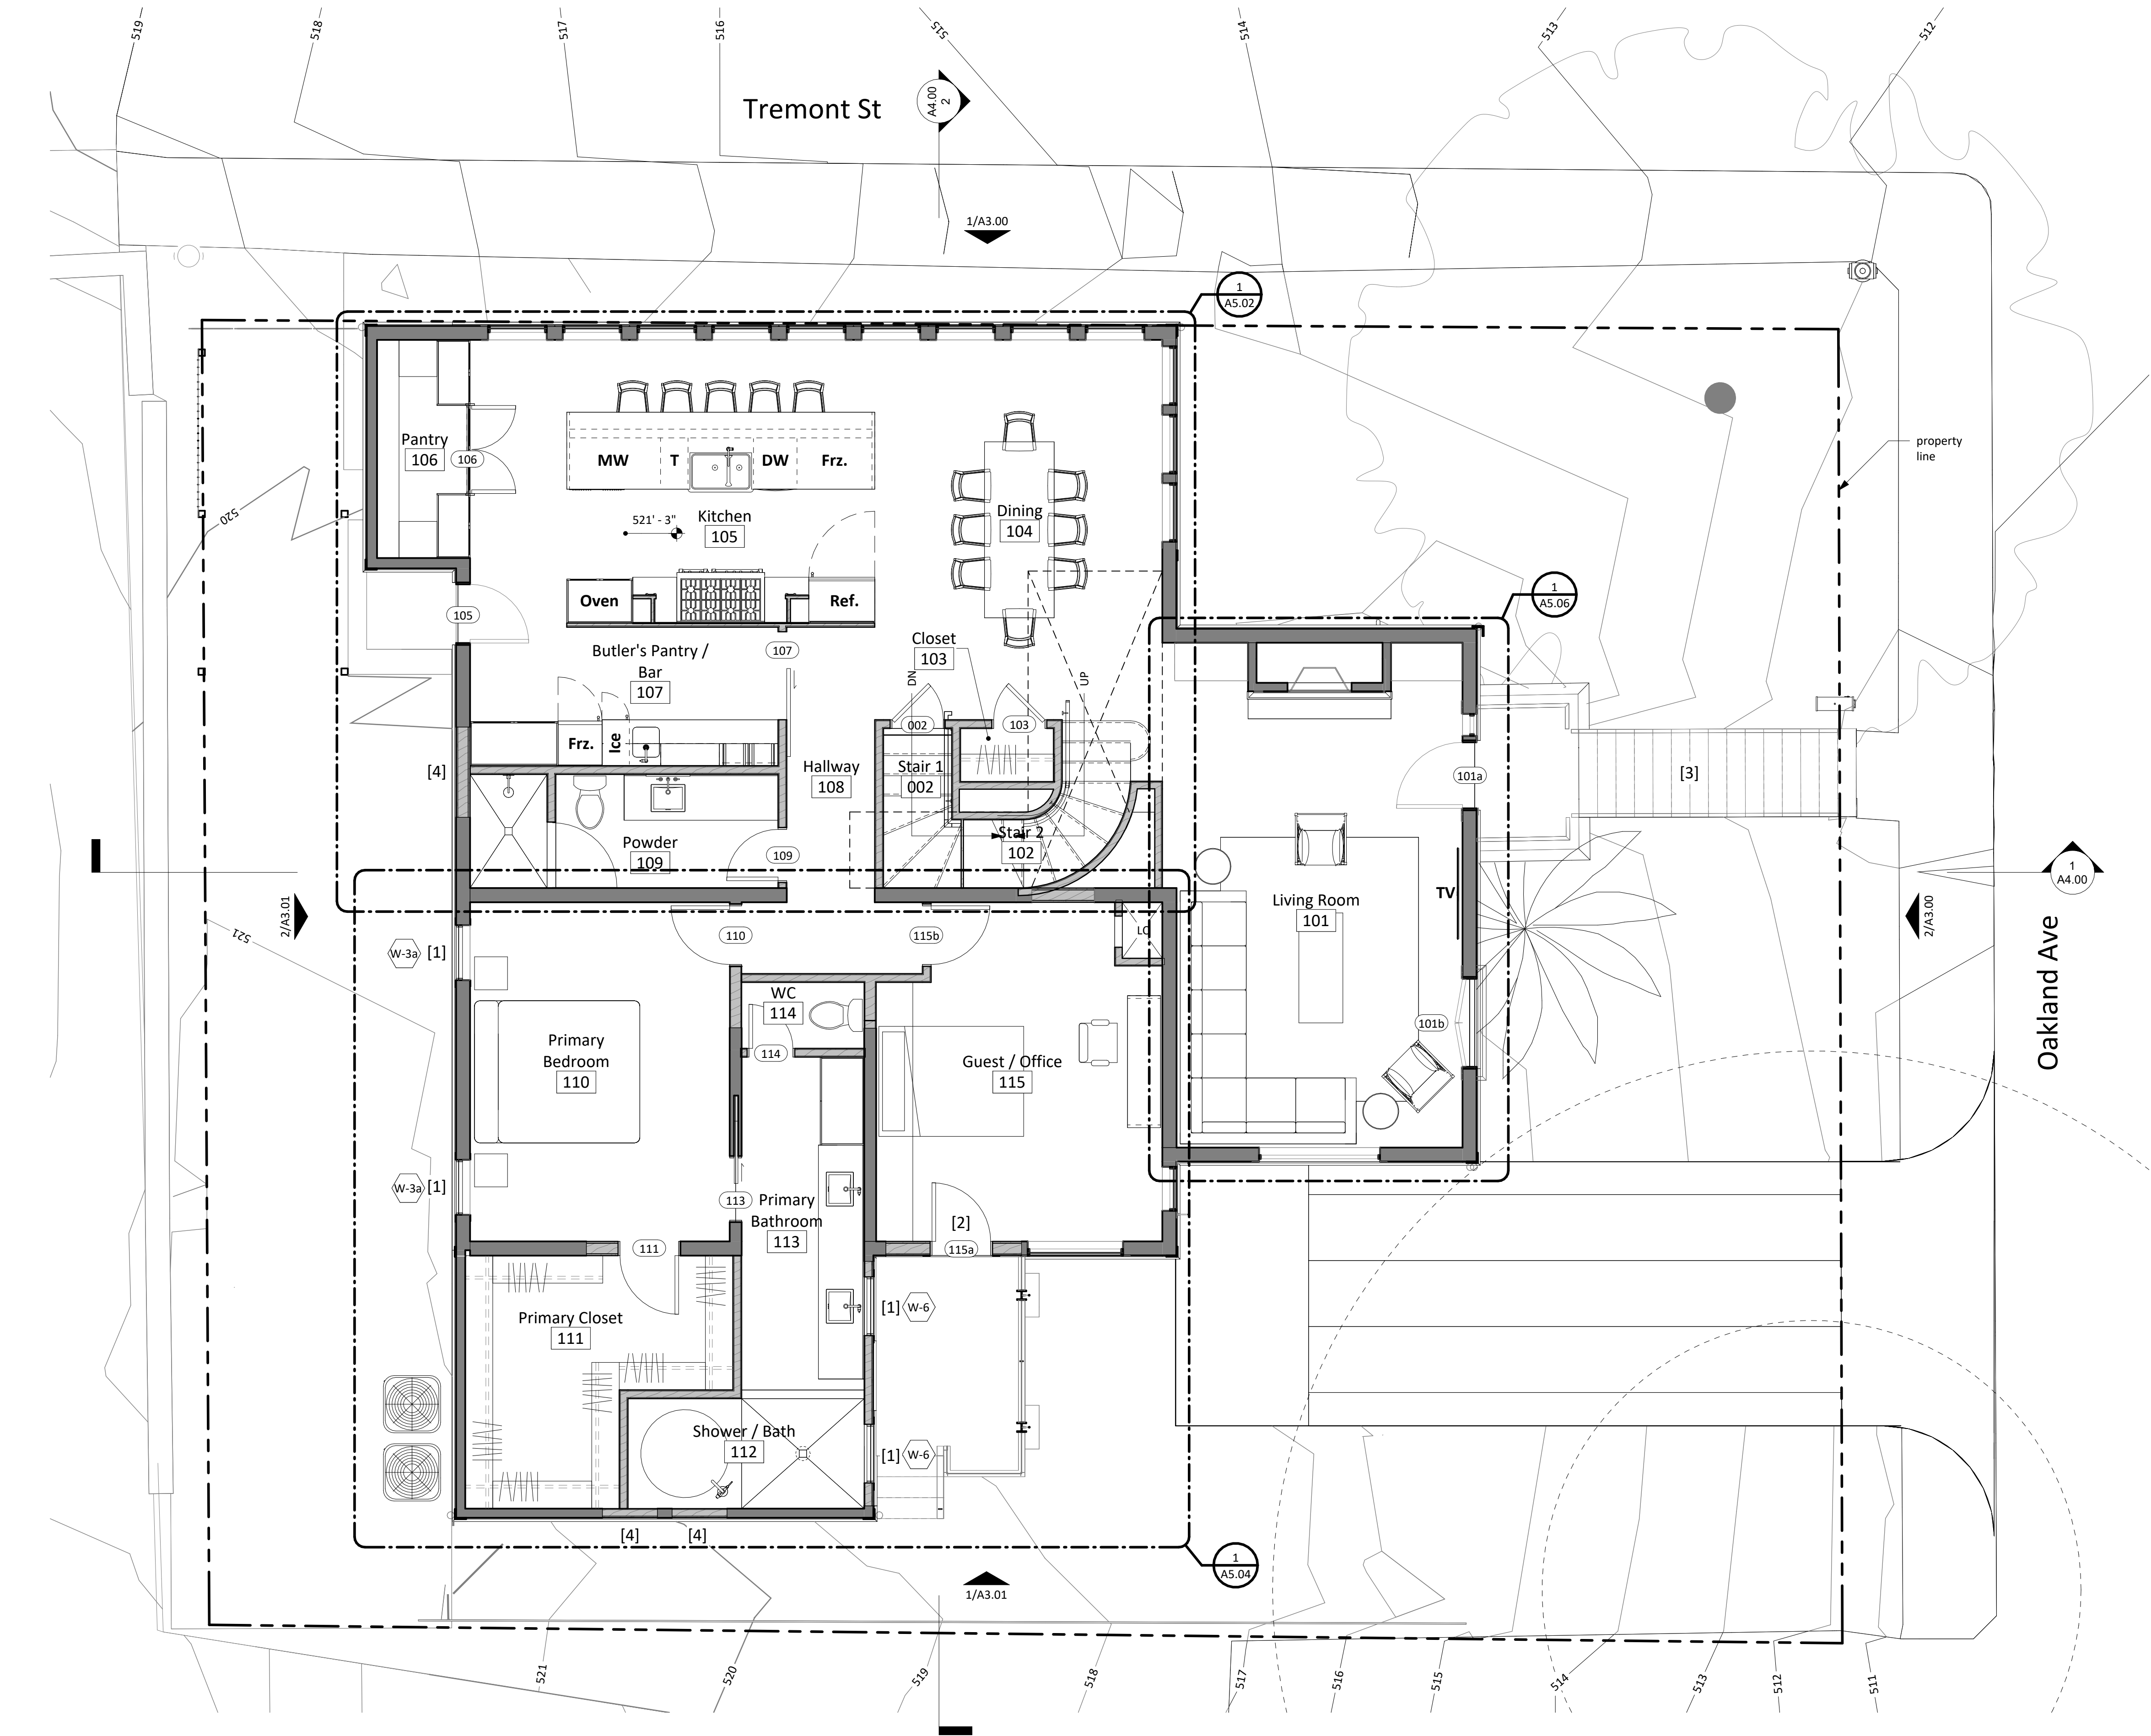 519
518
517
516
515
514
513
512
Tremont St
A4.00
2
1/A3.00
1
A5.02
property
line
Pantry
106
106
MW
T
DW
Frz.
520
521' - 3"
Kitchen
105
Dining
104
1
A5.06
Oven
Ref.
105
Butler's Pantry /
Bar
107
107
Closet
103
DN
UP
002
103
Frz.
Ice
[4]
Hallway
108
Stair 1
002
101a
[3]
Powder
109
109
Stair 2
102
1
A4.00
2/A3.01
521
W-3a
[1]
110
115b
LC
Living Room
101
TV
2/A3.00
Oakland Ave
WC
114
114
101b
Primary
Bedroom
110
Guest / Office
115
W-3a
[1]
113
Primary
Bathroom
113
[2]
111
115a
Primary Closet
111
[1]
W-6
Shower / Bath
112
[1]
W-6
[4]
[4]
1
A5.04
1/A3.01
521
520
519
518
517
516
515
514
513
512
511